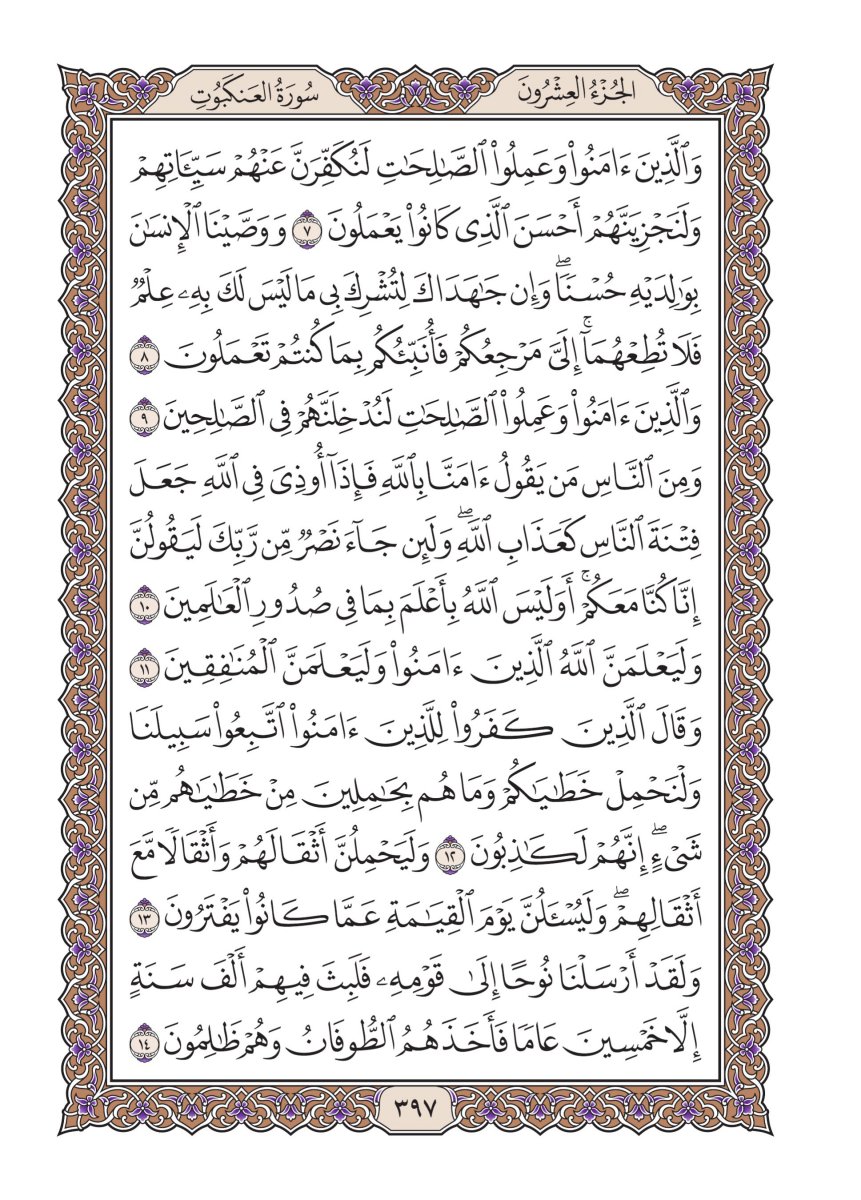 الجُزْءُ العِشْرُونَ
سُورَةُ العَنكَبُوتِ
وَٱلَّذِينَ ءَامَنُوا۟ وَعَمِلُوا۟ ٱلصَّـٰلِحَـٰتِ لَنُكَفِّرَنَّ عَنْهُمْ سَيِّـَٔاتِهِمْ
وَلَنَجْزِيَنَّهُمْ أَحْسَنَ ٱلَّذِى كَانُوا۟ يَعْمَلُونَ ٧ وَوَصَّيْنَا ٱلْإِنسَـٰنَ
بِوَٰلِدَيْهِ حُسْنًا ۖ وَإِن جَـٰهَدَاكَ لِتُشْرِكَ بِى مَا لَيْسَ لَكَ بِهِۦ عِلْمٌ
فَلَا تُطِعْهُمَآ ۚ إِلَىَّ مَرْجِعُكُمْ فَأُنَبِّئُكُم بِمَا كُنتُمْ تَعْمَلُونَ ٨
وَٱلَّذِينَ ءَامَنُوا۟ وَعَمِلُوا۟ ٱلصَّـٰلِحَـٰتِ لَنُدْخِلَنَّهُمْ فِى ٱلصَّـٰلِحِينَ ٩
وَمِنَ ٱلنَّاسِ مَن يَقُولُ ءَامَنَّا بِٱللَّهِ فَإِذَآ أُوذِىَ فِى ٱللَّهِ جَعَلَ
فِتْنَةَ ٱلنَّاسِ كَعَذَابِ ٱللَّهِ ۖ وَلَئِن جَآءَ نَصْرٌ مِّن رَّبِّكَ لَيَقُولُنَّ
إِنَّا كُنَّا مَعَكُمْ ۚ أَوَلَيْسَ ٱللَّهُ بِأَعْلَمَ بِمَا فِى صُدُورِ ٱلْعَـٰلَمِينَ ١٠
وَلَيَعْلَمَنَّ ٱللَّهُ ٱلَّذِينَ ءَامَنُوا۟ وَلَيَعْلَمَنَّ ٱلْمُنَـٰفِقِينَ ١١
وَقَالَ ٱلَّذِينَ كَفَرُوا۟ لِلَّذِينَ ءَامَنُوا۟ ٱتَّبِعُوا۟ سَبِيلَنَا
وَلْنَحْمِلْ خَطَـٰيَـٰكُمْ وَمَا هُم بِحَـٰمِلِينَ مِنْ خَطَـٰيَـٰهُم مِّن
شَىْءٍ ۖ إِنَّهُمْ لَكَـٰذِبُونَ ١٢ وَلَيَحْمِلُنَّ أَثْقَالَهُمْ وَأَثْقَالًا مَّعَ
أَثْقَالِهِمْ ۖ وَلَيُسْـَٔلُنَّ يَوْمَ ٱلْقِيَـٰمَةِ عَمَّا كَانُوا۟ يَفْتَرُونَ ١٣
وَلَقَدْ أَرْسَلْنَا نُوحًا إِلَىٰ قَوْمِهِۦ فَلَبِثَ فِيهِمْ أَلْفَ سَنَةٍ
إِلَّا خَمْسِينَ عَامًا فَأَخَذَهُمُ ٱلطُّوفَانُ وَهُمْ ظَـٰلِمُونَ ١٤
٣٩٧